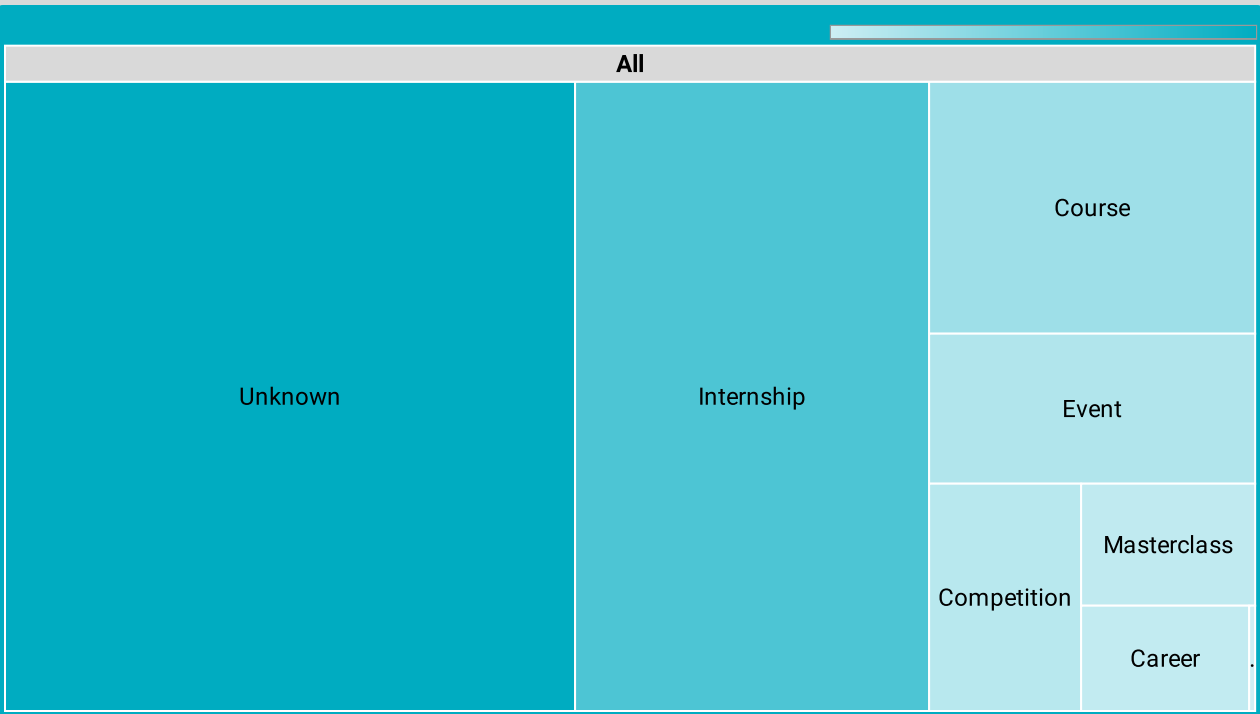 All
Unknown
Internship
Course
Event
Competition
Masterclass
Career
.